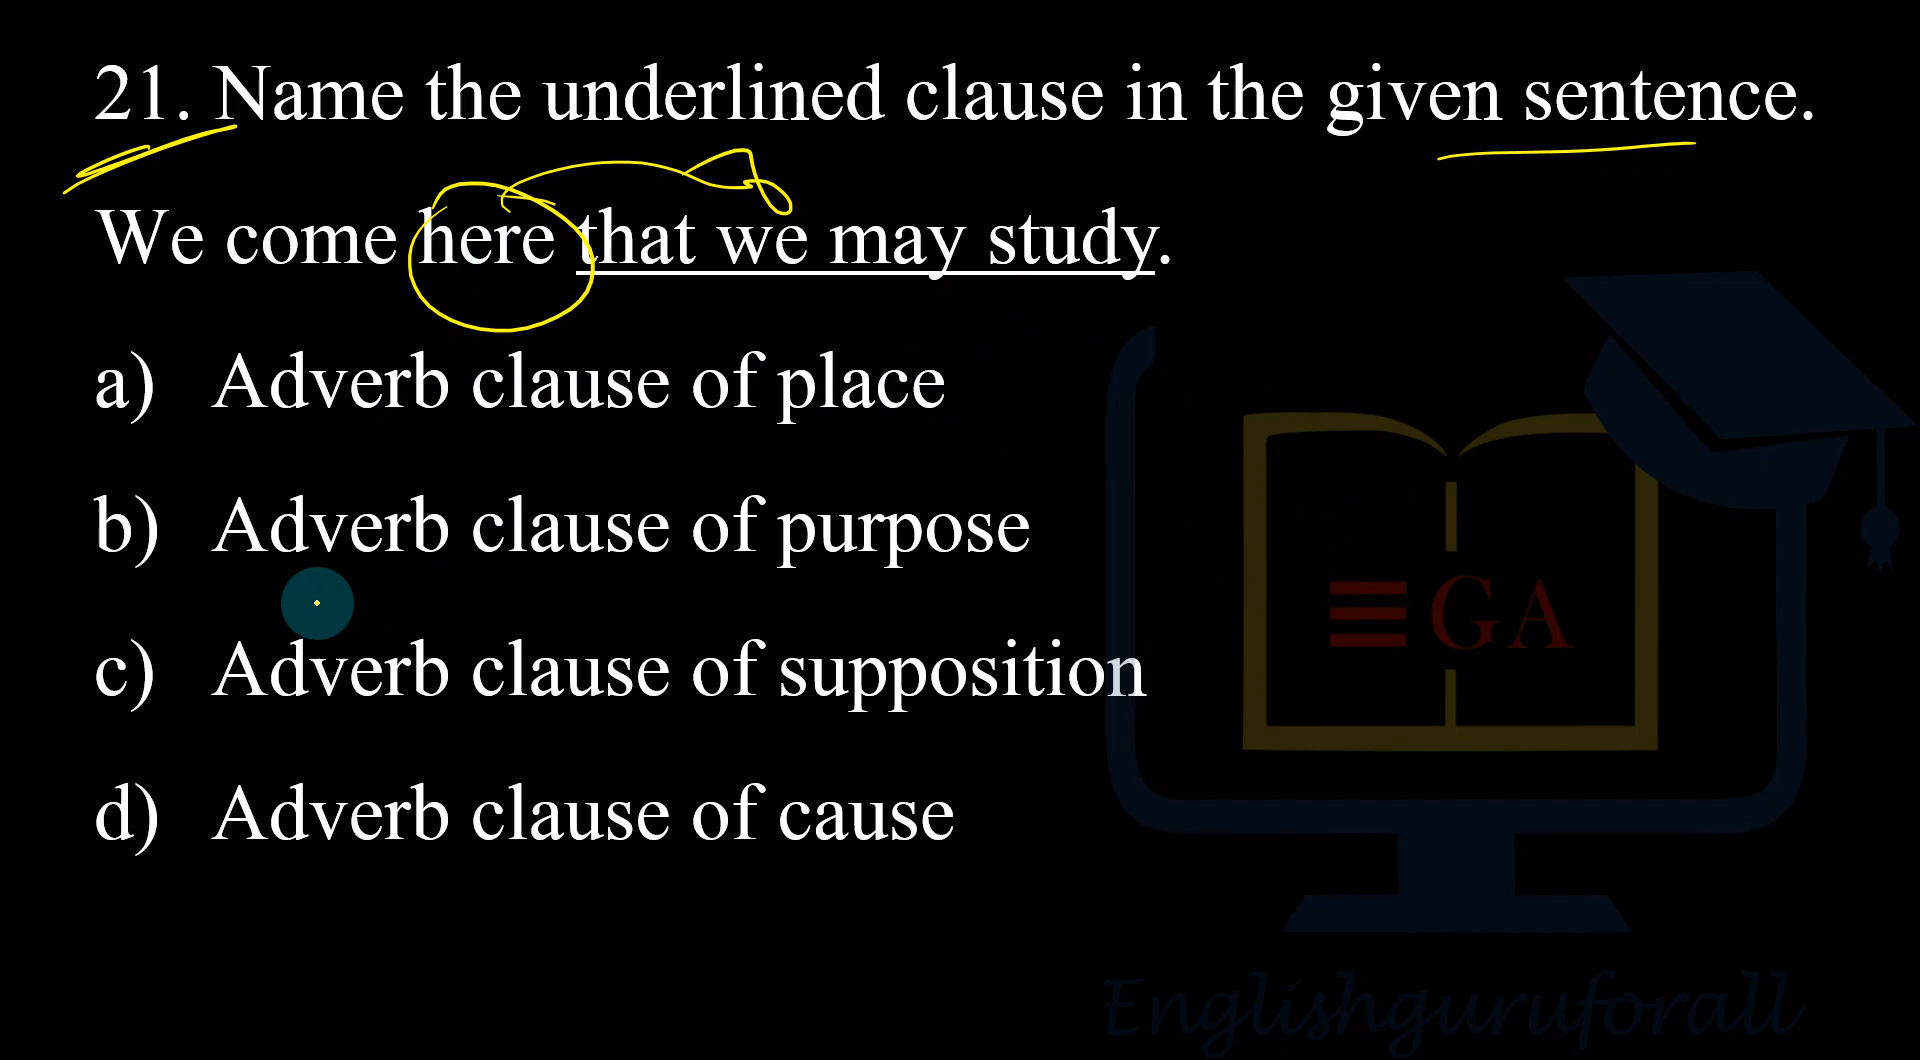 21. Name the underlined clause in the given sentence.
We come here that we may study.
a) Adverb clause of place
b) Adverb clause of purpose
c) Adverb clause of supposition
d) Adverb clause of cause
≡GA
Englishguruforall